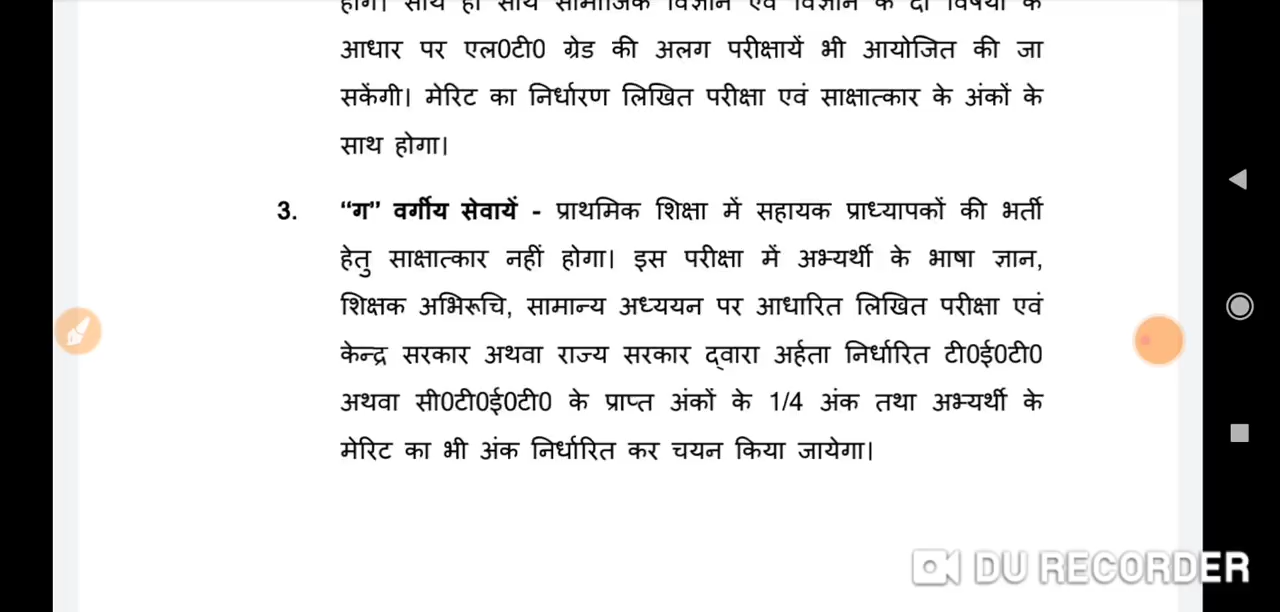 होगी। साथ ही साथ सामाजिक विज्ञान एवं विज्ञान के दो विषयों के
आधार पर एल0टी0 ग्रेड की अलग परीक्षायें भी आयोजित की जा
सकेंगी। मेरिट का निर्धारण लिखित परीक्षा एवं साक्षात्कार के अंकों के
साथ होगा।
3. “ग” वर्गीय सेवायें - प्राथमिक शिक्षा में सहायक प्राध्यापकों की भर्ती
हेतु साक्षात्कार नहीं होगा। इस परीक्षा में अभ्यर्थी के भाषा ज्ञान,
शिक्षक अभिरूचि, सामान्य अध्ययन पर आधारित लिखित परीक्षा एवं
केन्द्र सरकार अथवा राज्य सरकार द्वारा अर्हता निर्धारित टी0ई0टी0
अथवा सी0टी0ई0टी0 के प्राप्त अंकों के 1/4 अंक तथा अभ्यर्थी के
मेरिट का भी अंक निर्धारित कर चयन किया जायेगा।
DU RECORDER